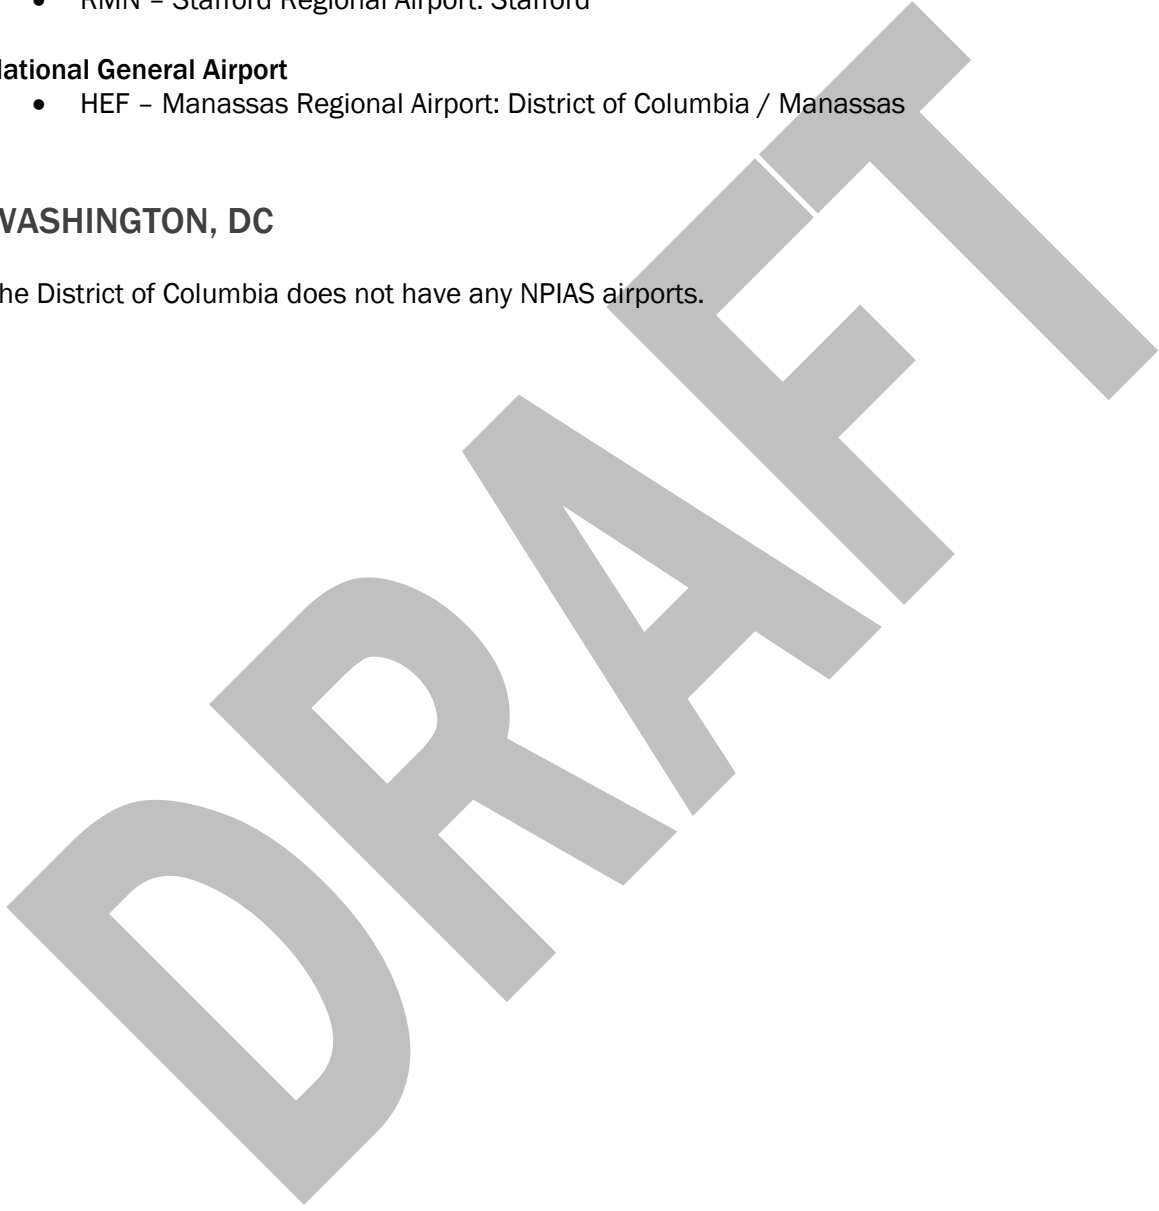 • RMN – Stafford Regional Airport: Stafford
National General Airport
• HEF – Manassas Regional Airport: District of Columbia / Manassas
WASHINGTON, DC
The District of Columbia does not have any NPIAS airports.
DRAFT